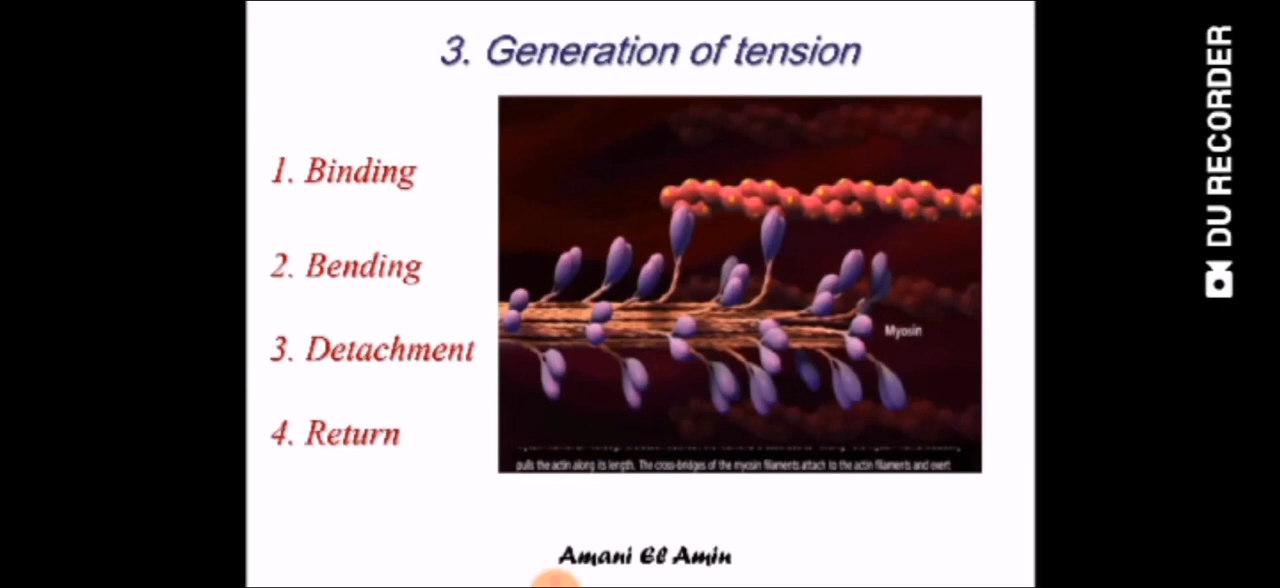 3. Generation of tension
1. Binding
2. Bending
3. Detachment
4. Return
Myosin
pulls the actin along its length. The cross-bridges of the myosin filaments attach to the actin filaments and exert
Amani El Amin
DU RECORDER